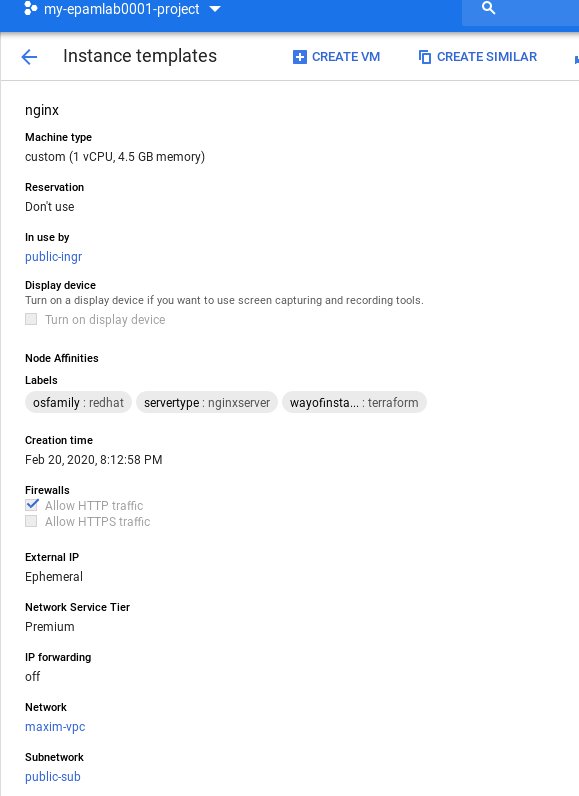 my-epamlab0001-project
Instance templates
CREATE VM
CREATE SIMILAR
nginx
Machine type
custom (1 vCPU, 4.5 GB memory)
Reservation
Don't use
In use by
public-ingr
Display device
Turn on a display device if you want to use screen capturing and recording tools.
Turn on display device
Node Affinities
Labels
osfamily : redhat servertype : nginxserver wayofinsta... : terraform
Creation time
Feb 20, 2020, 8:12:58 PM
Firewalls
Allow HTTP traffic
Allow HTTPS traffic
External IP
Ephemeral
Network Service Tier
Premium
IP forwarding
off
Network
maxim-vpc
Subnetwork
public-sub